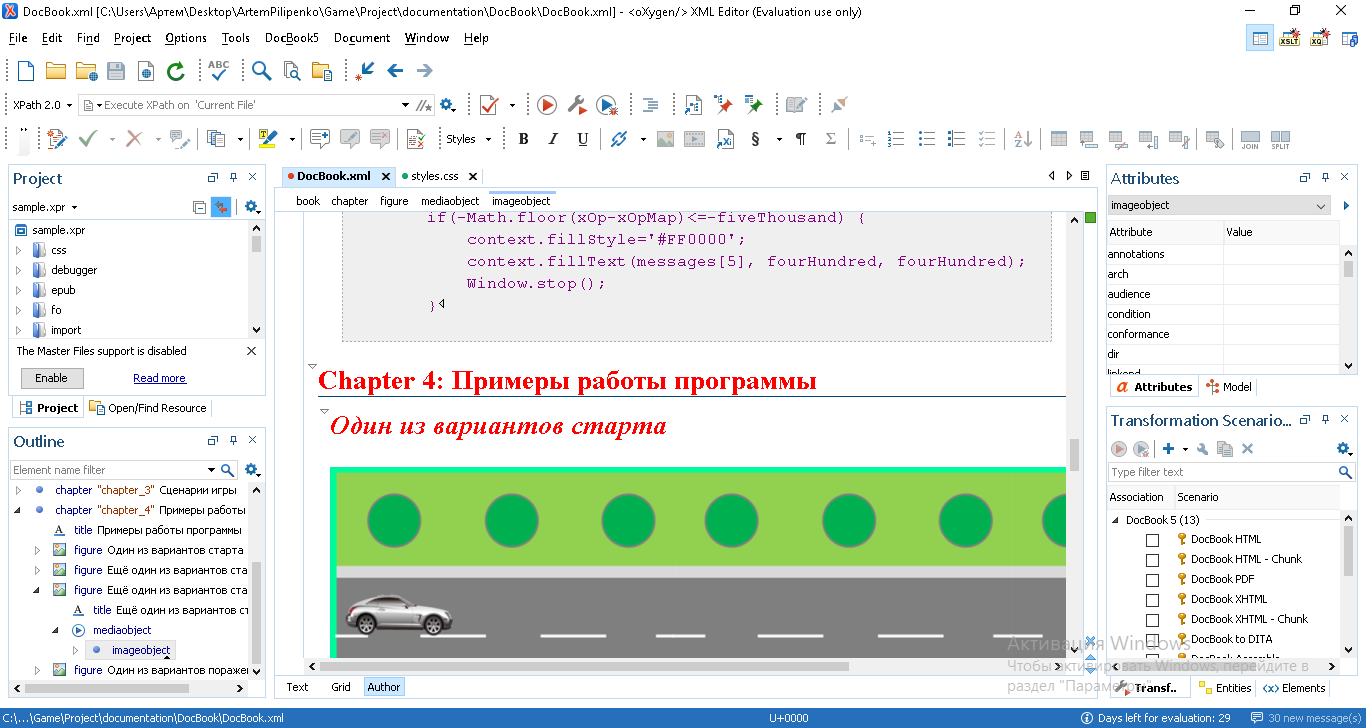 DocBook.xml [C:\Users\Артем\Desktop\ArtemPilipenko\Game\Project\documentation\DocBook\DocBook.xml] - <oXygen/> XML Editor (Evaluation use only)
File Edit Find Project Options Tools DocBook5 Document Window Help
XSLT XQ
ABC
XPath 2.0 Execute XPath on 'Current File'
Styles B I U § ¶ Σ JOIN SPLIT
Project
sample.xpr
sample.xpr
css
debugger
epub
fo
import
The Master Files support is disabled
Enable Read more
Project Open/Find Resource
Outline
Element name filter
chapter "chapter_3" Сценарии игры
chapter "chapter_4" Примеры работы
title Примеры работы программы
figure Один из вариантов старта
figure Ещё один из вариантов ста
figure Ещё один из вариантов ста
title Ещё один из вариантов ст
mediaobject
imageobject
figure Один из вариантов пораже
DocBook.xml styles.css
book chapter figure mediaobject imageobject
if(-Math.floor(xOp-xOpMap)<=-fiveThousand) {
context.fillStyle='#FF0000';
context.fillText(messages[5], fourHundred, fourHundred);
Window.stop();
}
Chapter 4: Примеры работы программы
Один из вариантов старта
Text Grid Author
Attributes
imageobject
Attribute Value
annotations
arch
audience
condition
conformance
dir
linkend
Attributes Model
Transformation Scenario...
Type filter text
Association Scenario
DocBook 5 (13)
DocBook HTML
DocBook HTML - Chunk
DocBook PDF
DocBook XHTML
DocBook XHTML - Chunk
DocBook to DITA
DocBook Assemble
Transf... Entities Elements
Активация Windows
Чтобы активировать Windows, перейдите в
раздел "Параметры".
C:\...\Game\Project\documentation\DocBook\DocBook.xml U+0000 Days left for evaluation: 29 30 new message(s)